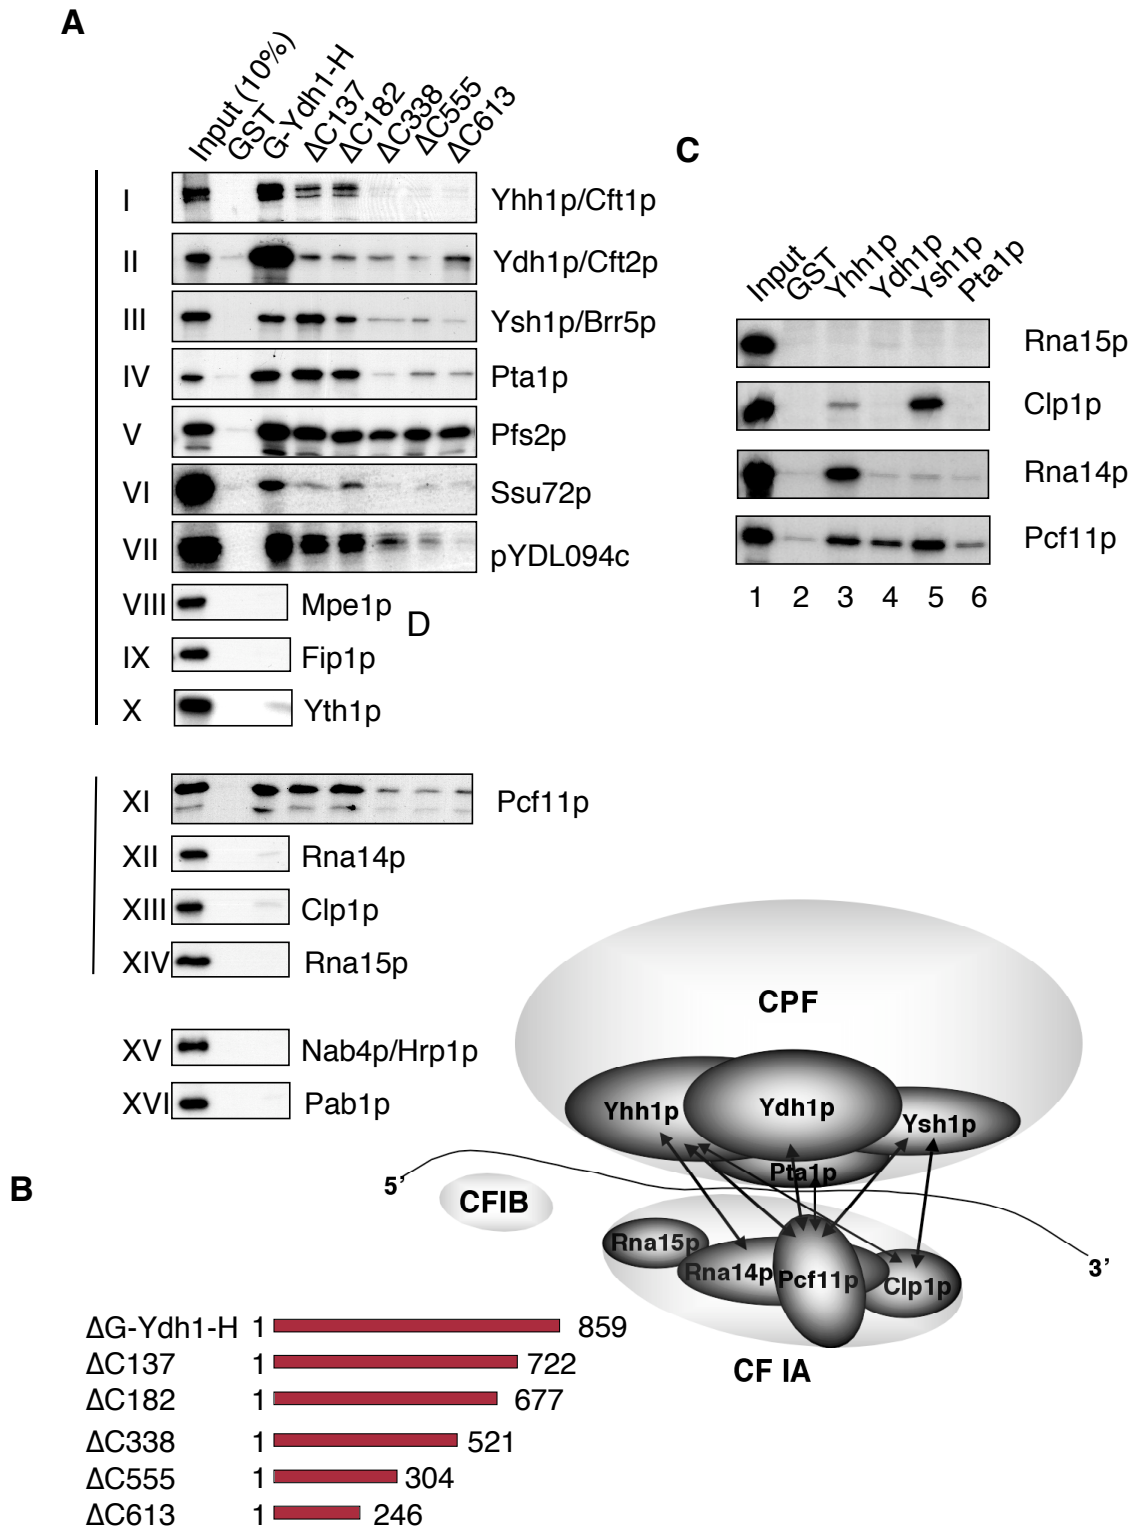 A
Input (10%)
GST
G-Ydh1-H
ΔC137
ΔC182
ΔC338
ΔC555
ΔC613
I Yhh1p/Cft1p
II Ydh1p/Cft2p
III Ysh1p/Brr5p
IV Pta1p
V Pfs2p
VI Ssu72p
VII pYDL094c
VIII Mpe1p
IX Fip1p
X Yth1p
XI Pcf11p
XII Rna14p
XIII Clp1p
XIV Rna15p
XV Nab4p/Hrp1p
XVI Pab1p
C
Input
GST
Yhh1p
Ydh1p
Ysh1p
Pta1p
Rna15p
Clp1p
Rna14p
Pcf11p
1 2 3 4 5 6
D
CPF
Yhh1p
Ydh1p
Ysh1p
Pta1p
5'
CFIB
3'
Rna15p
Rna14p
Pcf11p
Clp1p
CF IA
B
ΔG-Ydh1-H 1 859
ΔC137 1 722
ΔC182 1 677
ΔC338 1 521
ΔC555 1 304
ΔC613 1 246